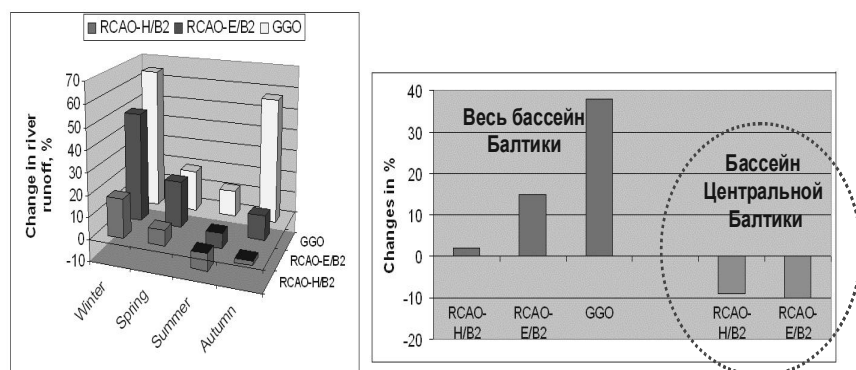 RCAO-H/B2 RCAO-E/B2 GGO
Change in river
runoff, %
70
60
50
40
30
20
10
0
-10
Winter
Spring
Summer
Autumn
GGO
RCAO-E/B2
RCAO-H/B2
Changes in %
40
30
20
10
0
-10
-20
Весь бассейн
Балтики
Бассейн
Центральной
Балтики
RCAO-
H/B2
RCAO-
E/B2
GGO
RCAO-
H/B2
RCAO-
E/B2